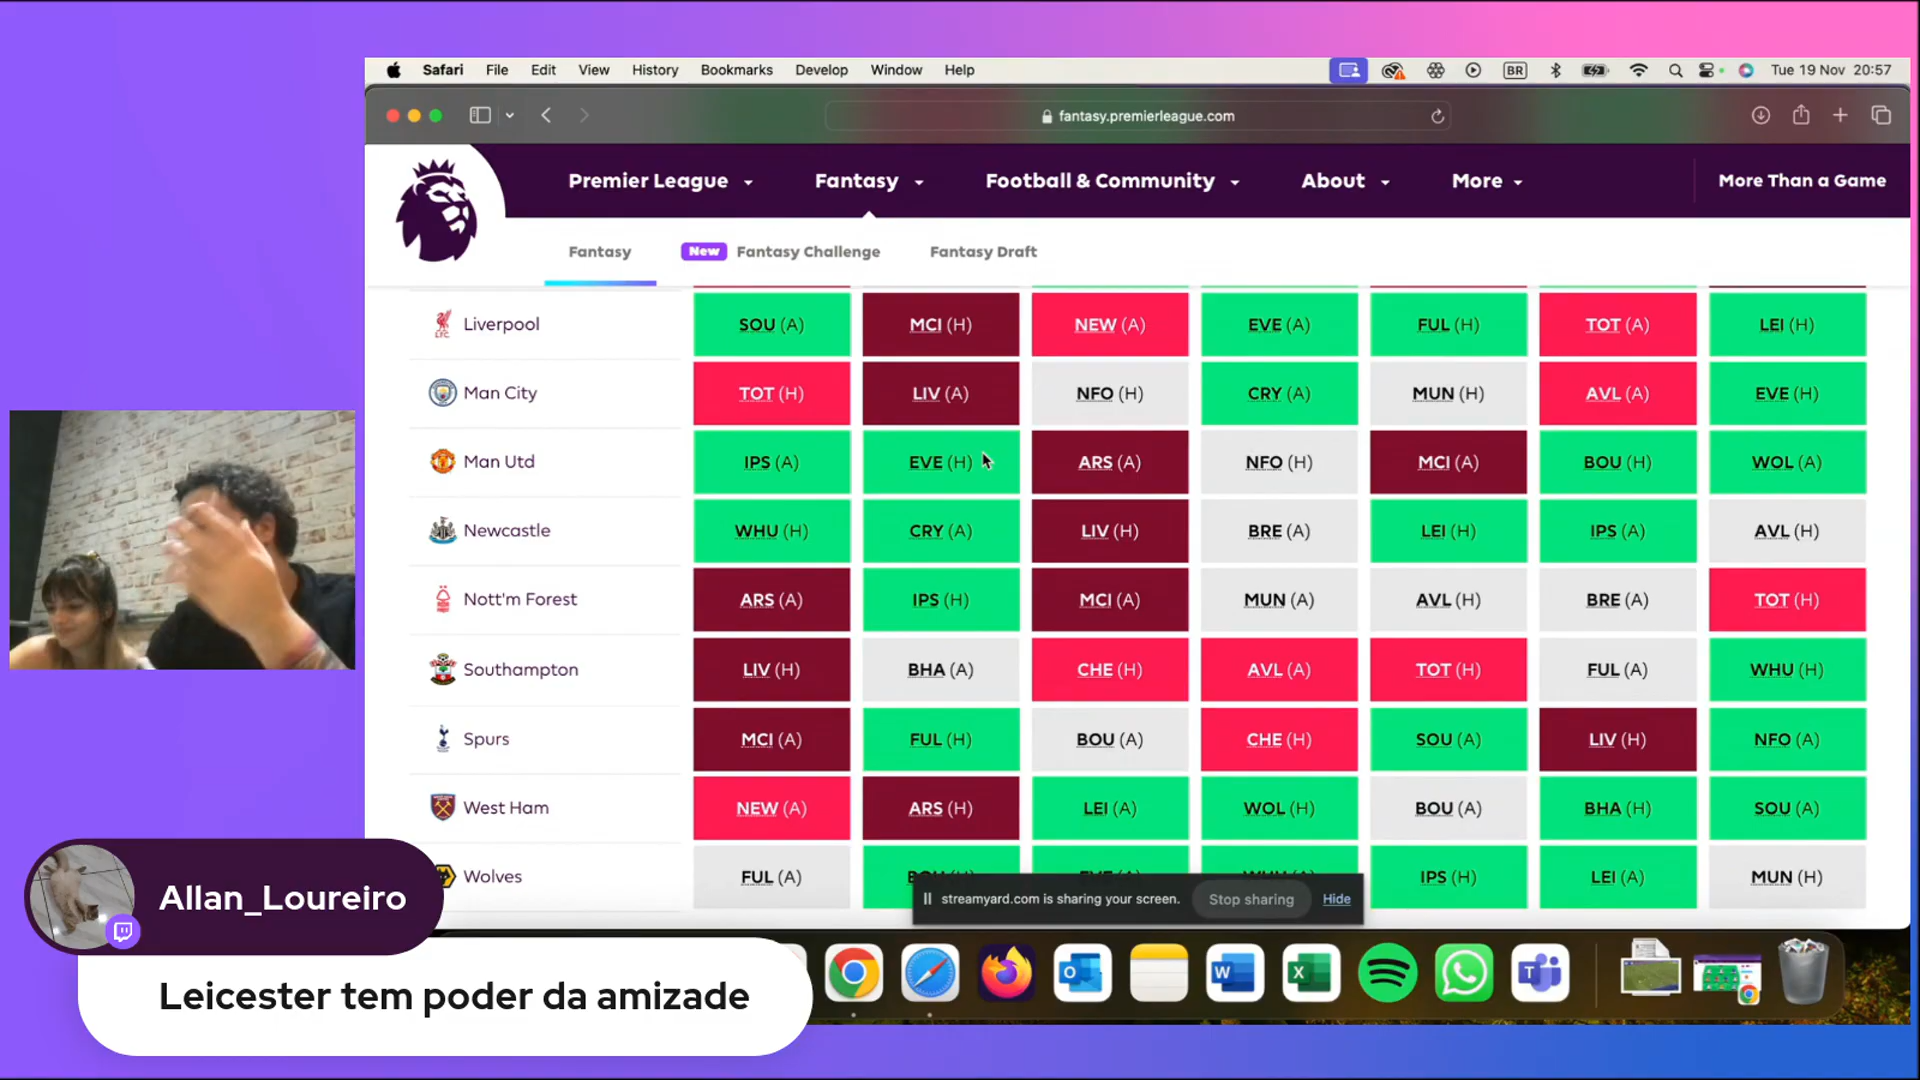 Safari File Edit View History Bookmarks Develop Window Help BR Tue 19 Nov 20:57
fantasy.premierleague.com
Premier League Fantasy Football & Community About More More Than a Game
Fantasy New Fantasy Challenge Fantasy Draft
Liverpool SOU (A) MCI (H) NEW (A) EVE (A) FUL (H) TOT (A) LEI (H)
Man City TOT (H) LIV (A) NFO (H) CRY (A) MUN (H) AVL (A) EVE (H)
Man Utd IPS (A) EVE (H) ARS (A) NFO (H) MCI (A) BOU (H) WOL (A)
Newcastle WHU (H) CRY (A) LIV (H) BRE (A) LEI (H) IPS (A) AVL (H)
Nott'm Forest ARS (A) IPS (H) MCI (A) MUN (A) AVL (H) BRE (A) TOT (H)
Southampton LIV (H) BHA (A) CHE (H) AVL (A) TOT (H) FUL (A) WHU (H)
Spurs MCI (A) FUL (H) BOU (A) CHE (H) SOU (A) LIV (H) NFO (A)
West Ham NEW (A) ARS (H) LEI (A) WOL (H) BOU (A) BHA (H) SOU (A)
Wolves FUL (A) IPS (H) LEI (A) MUN (H)
streamyard.com is sharing your screen. Stop sharing Hide
Allan_Loureiro
Leicester tem poder da amizade